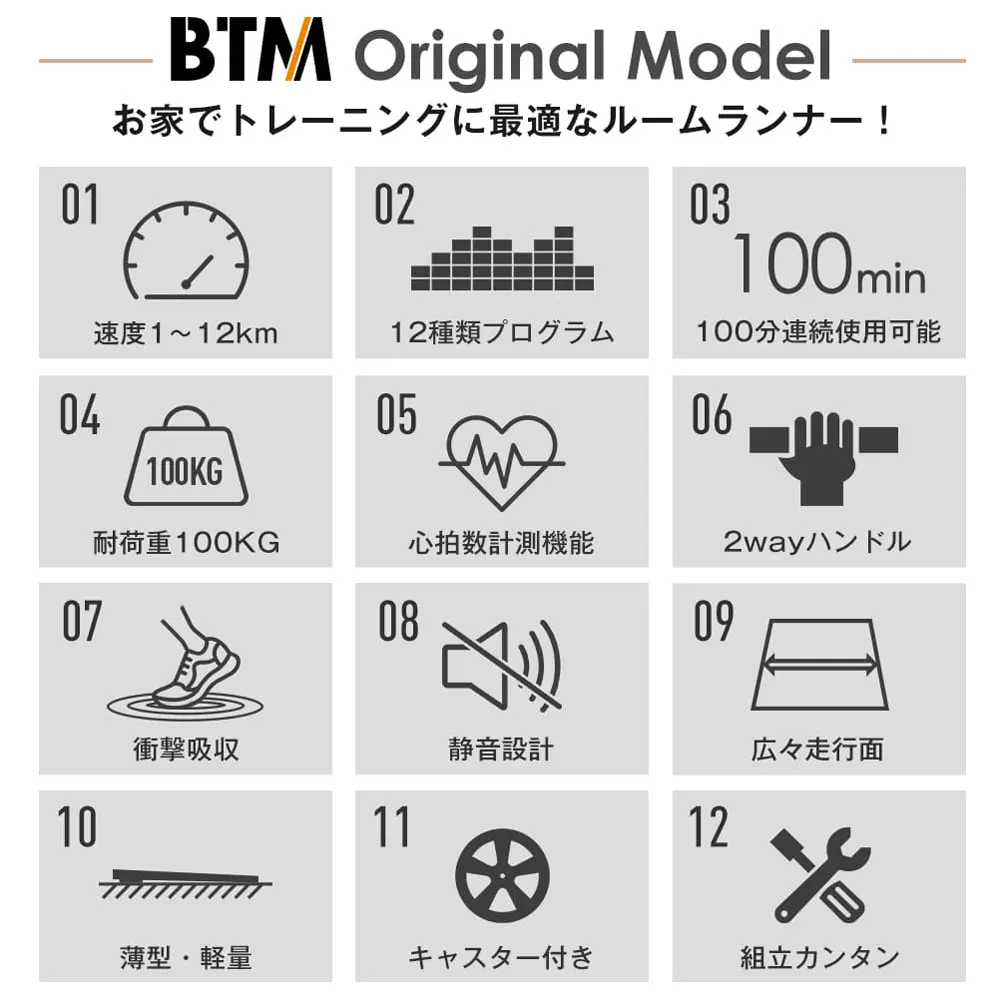 BTM Original Model
お家でトレーニングに最適なルームランナー！
01
速度1～12km
02
12種類プログラム
03
100min
100分連続使用可能
04
100KG
耐荷重100KG
05
心拍数計測機能
06
2wayハンドル
07
衝撃吸収
08
静音設計
09
広々走行面
10
薄型・軽量
11
キャスター付き
12
組立カンタン